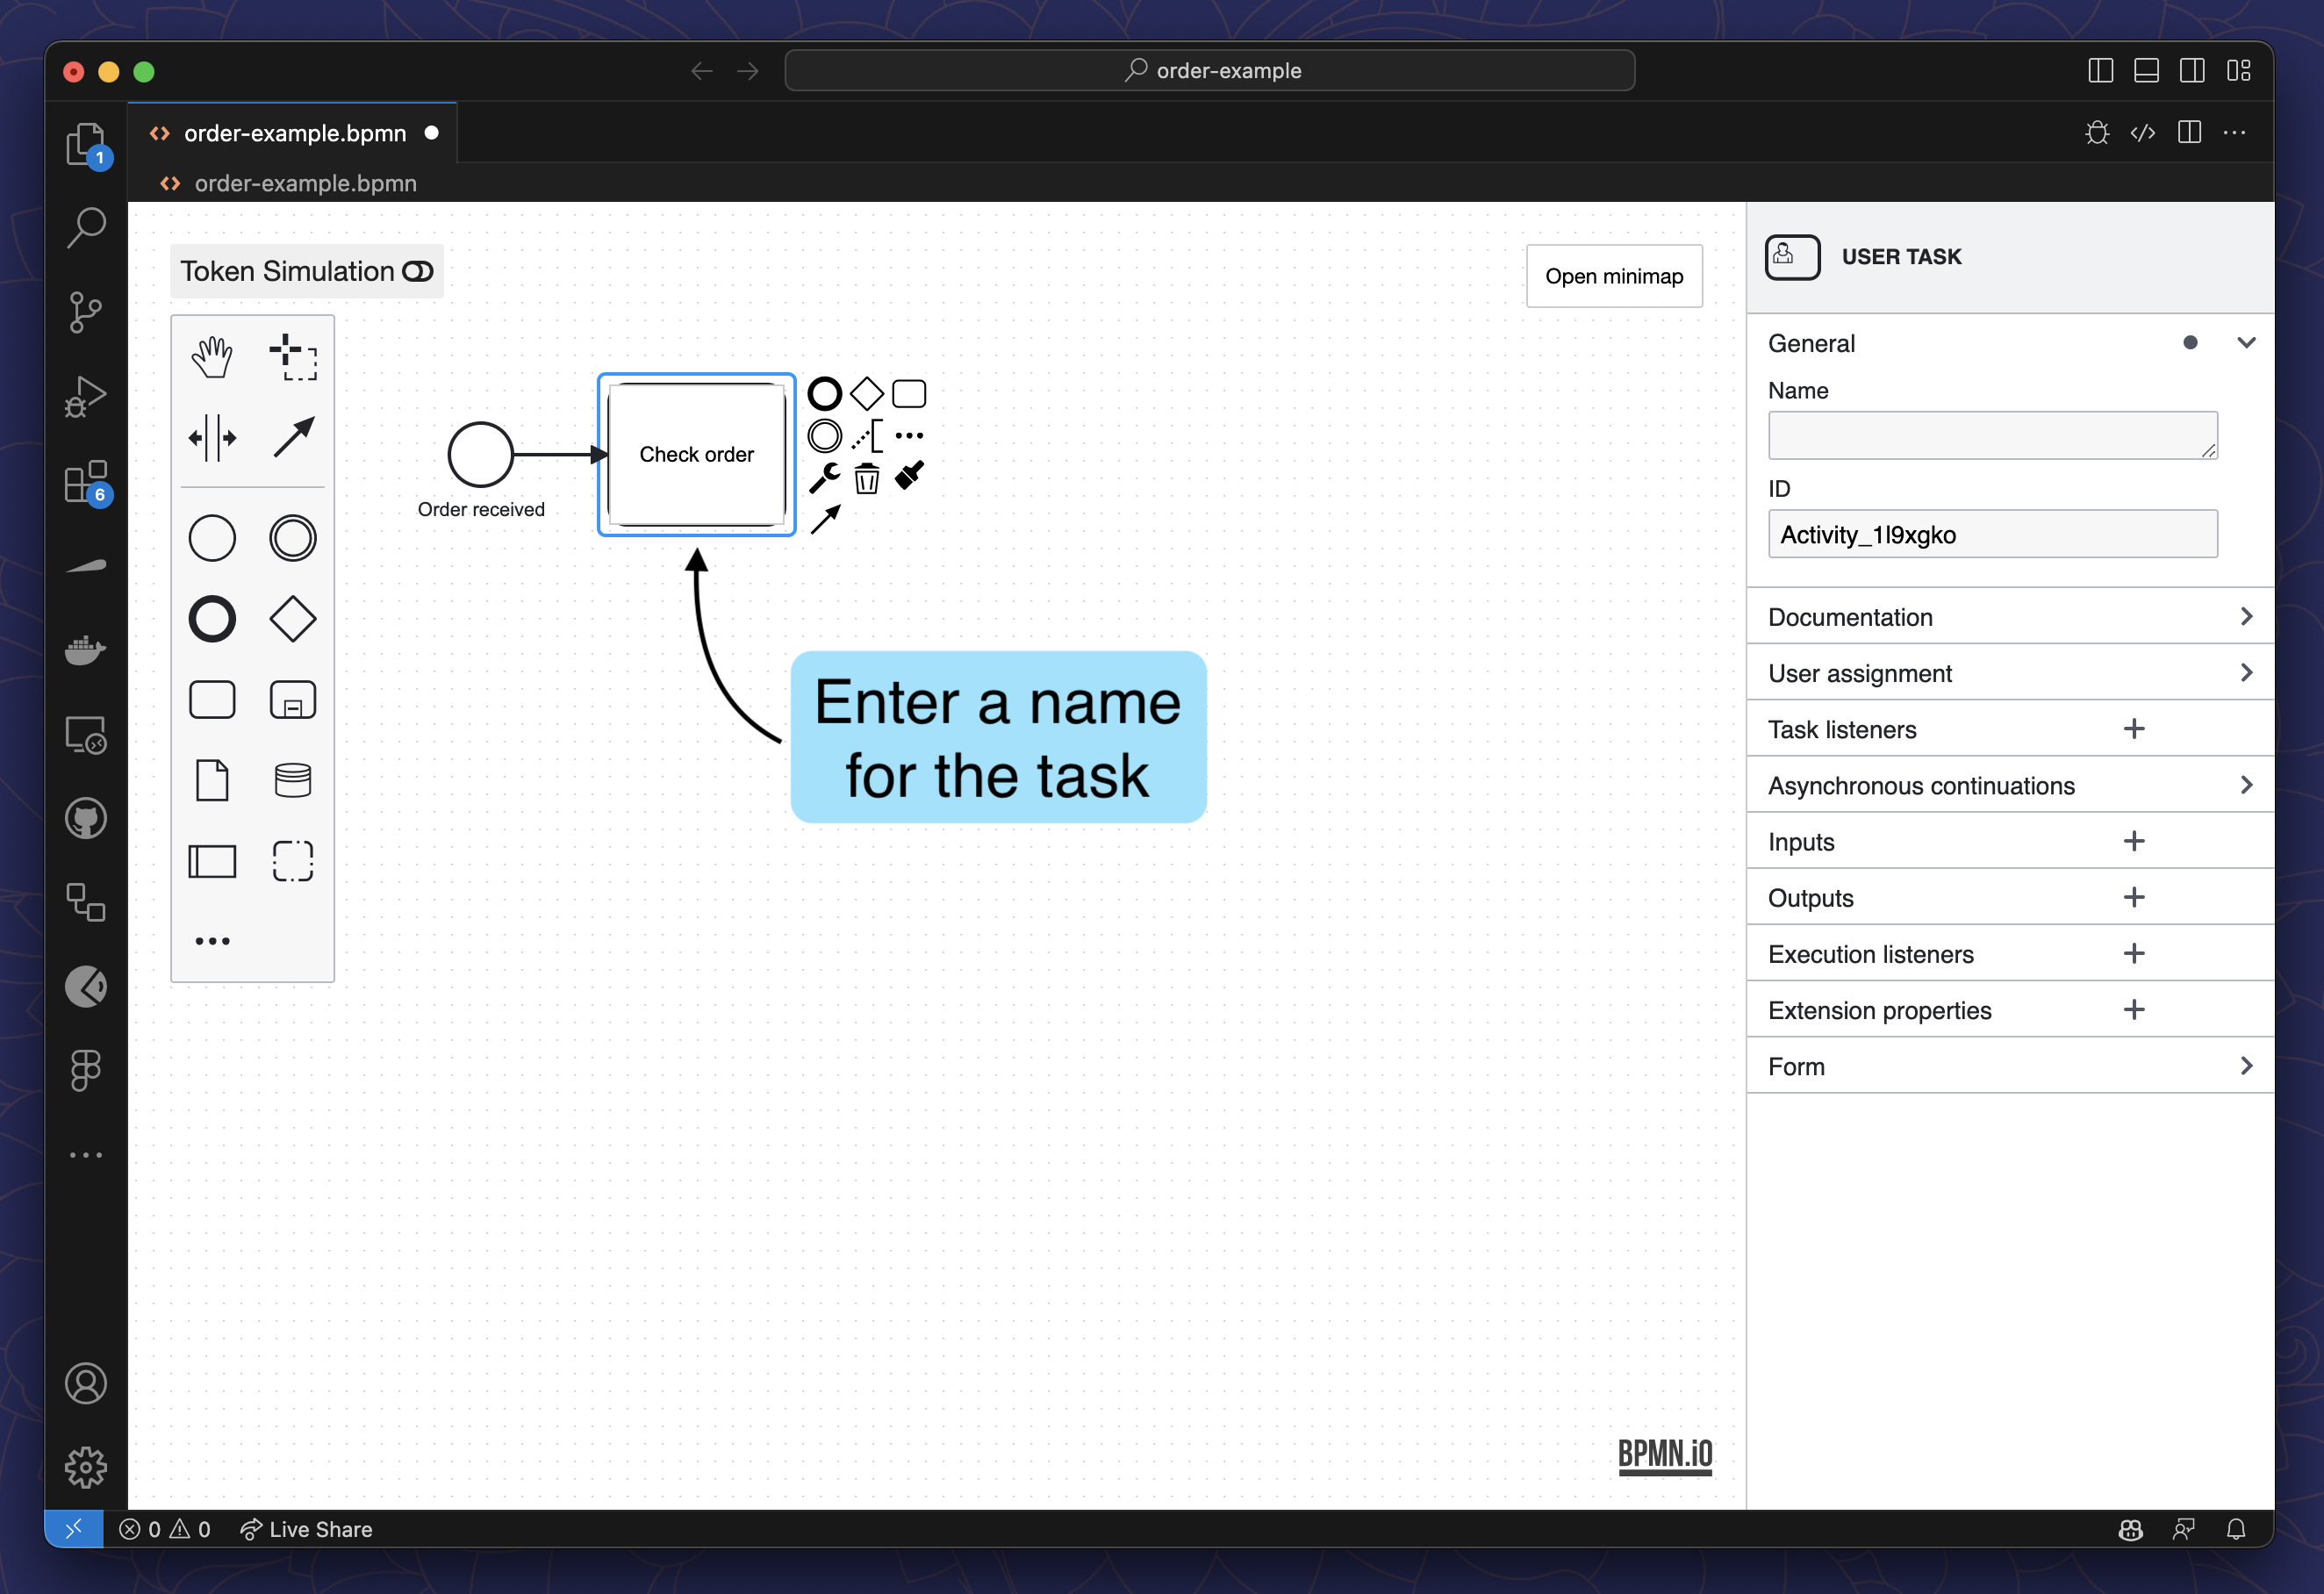 order-example
order-example.bpmn
order-example.bpmn
1
6
Token Simulation
Open minimap
Order received
Check order
Enter a name
for the task
BPMN.iO
USER TASK
General
Name
ID
Activity_1l9xgko
Documentation
User assignment
Task listeners
Asynchronous continuations
Inputs
Outputs
Execution listeners
Extension properties
Form
0 0 Live Share